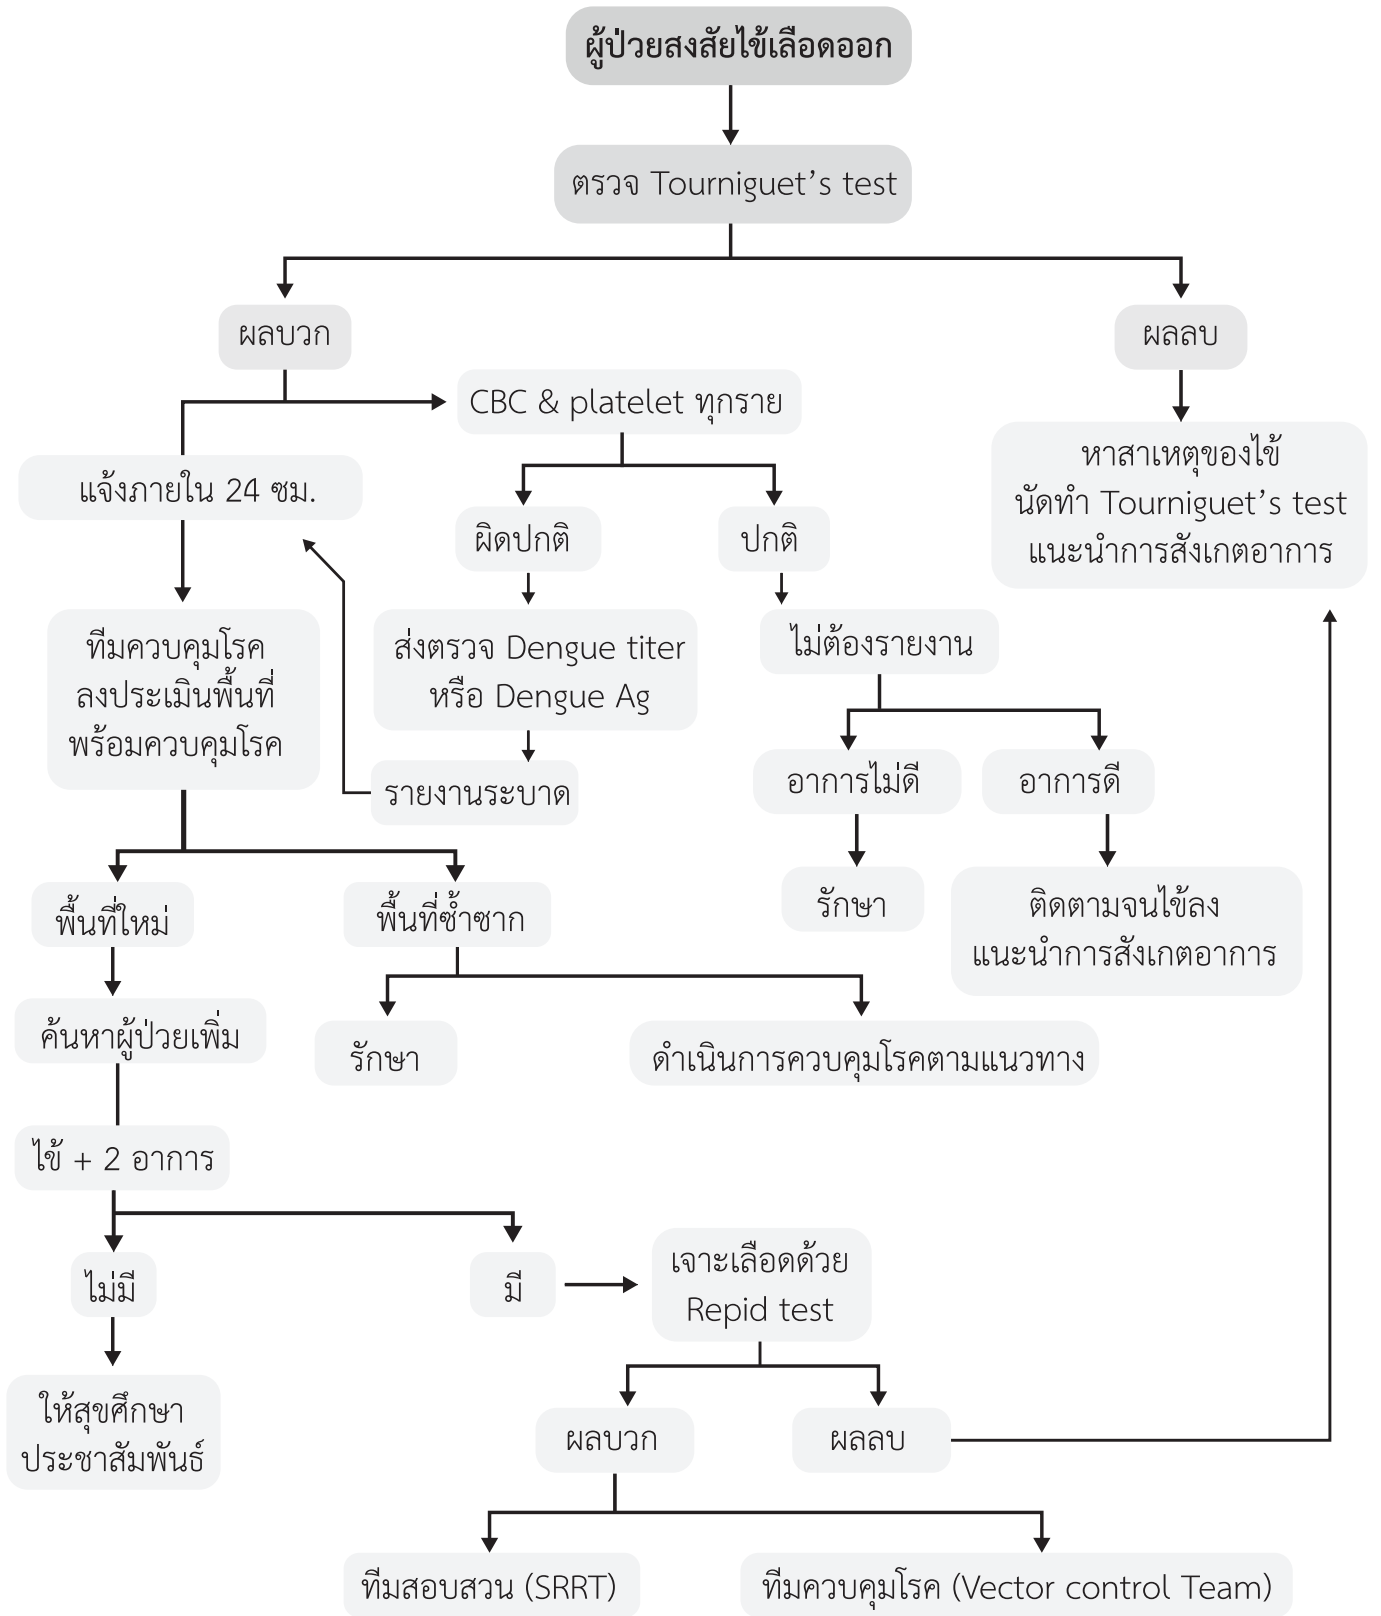 ผู้ป่วยสงสัยไข้เลือดออก
ตรวจ Tourniguet’s test
ผลบวก
ผลลบ
CBC & platelet ทุกราย
แจ้งภายใน 24 ซม.
หาสาเหตุของไข้
นัดทำ Tourniguet’s test
แนะนำการสังเกตอาการ
ผิดปกติ
ปกติ
ทีมควบคุมโรค
ลงประเมินพื้นที่
พร้อมควบคุมโรค
ส่งตรวจ Dengue titer
หรือ Dengue Ag
ไม่ต้องรายงาน
รายงานระบาด
อาการไม่ดี
อาการดี
พื้นที่ใหม่
พื้นที่ซ้ำซาก
รักษา
ติดตามจนไข้ลง
แนะนำการสังเกตอาการ
ค้นหาผู้ป่วยเพิ่ม
รักษา
ดำเนินการควบคุมโรคตามแนวทาง
ไข้ + 2 อาการ
ไม่มี
มี
เจาะเลือดด้วย
Repid test
ให้สุขศึกษา
ประชาสัมพันธ์
ผลบวก
ผลลบ
ทีมสอบสวน (SRRT)
ทีมควบคุมโรค (Vector control Team)